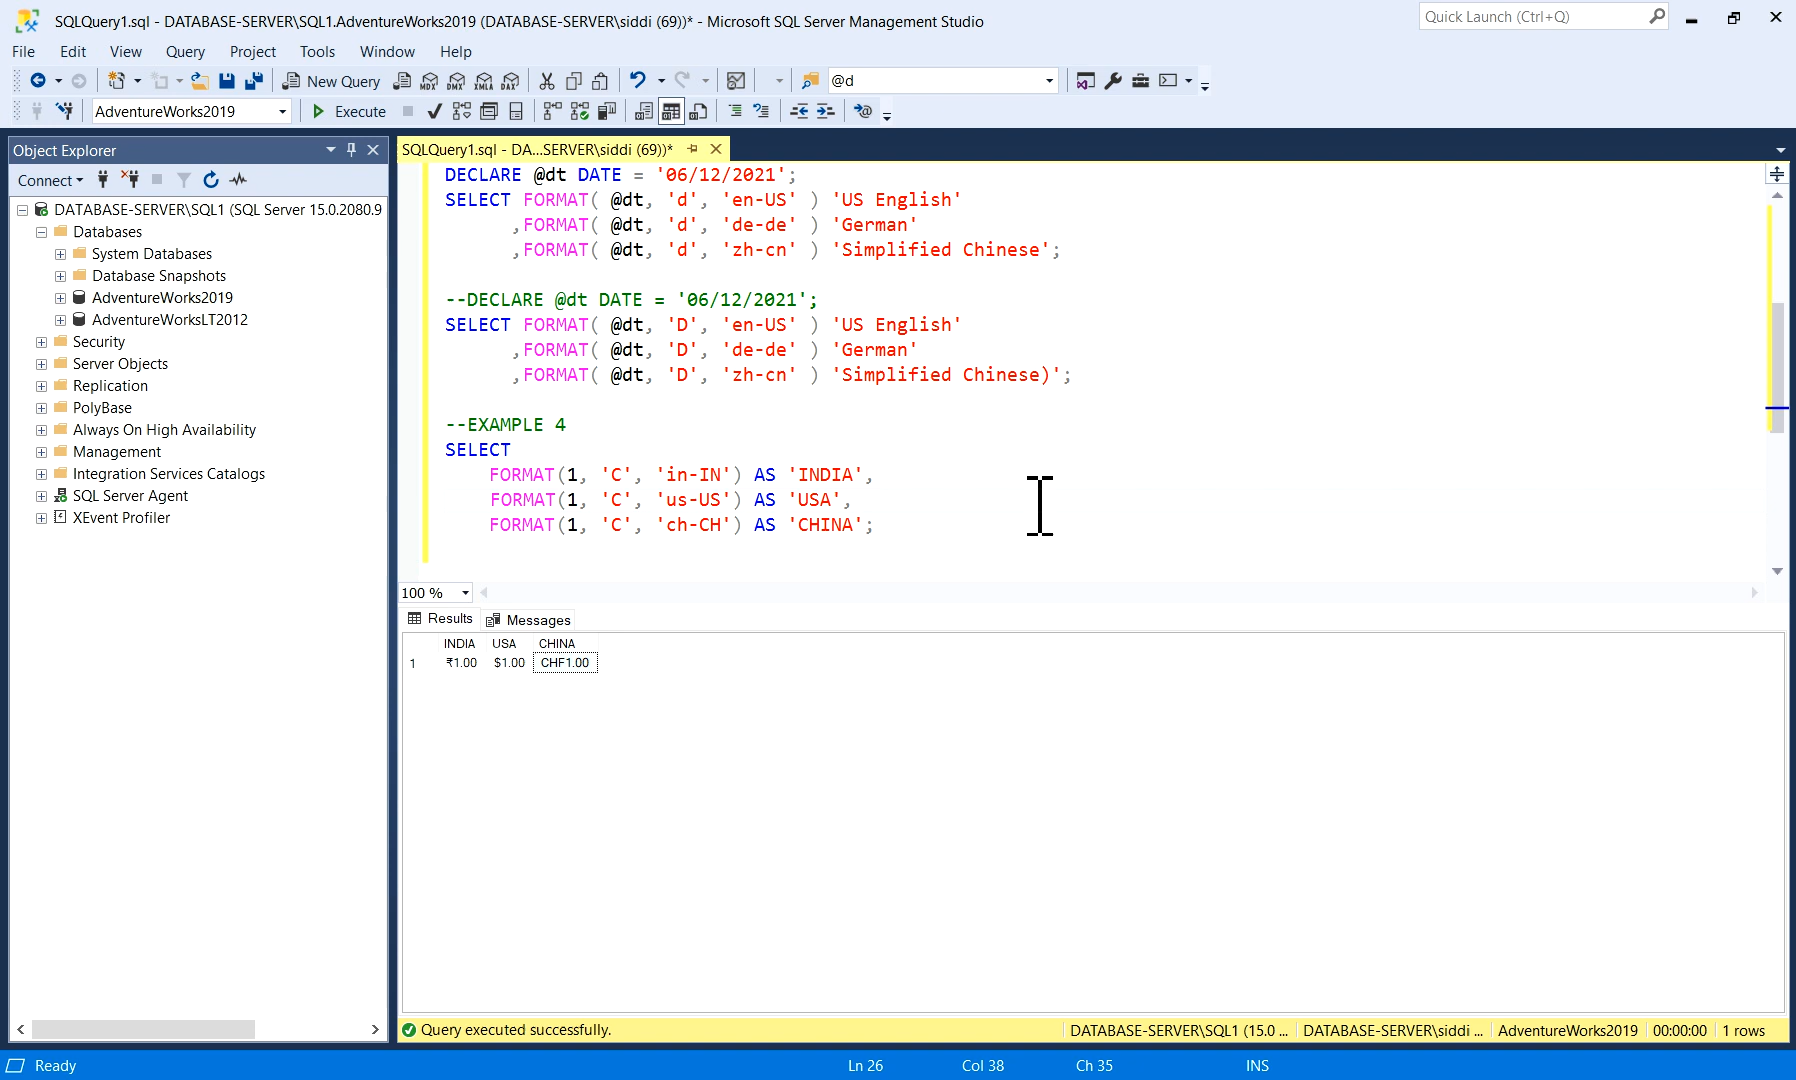 SQLQuery1.sql - DATABASE-SERVER\SQL1.AdventureWorks2019 (DATABASE-SERVER\siddi (69))* - Microsoft SQL Server Management Studio
Quick Launch (Ctrl+Q)
File Edit View Query Project Tools Window Help
New Query MDX DMX XMLA DAX @d
AdventureWorks2019 Execute
Object Explorer
Connect
DATABASE-SERVER\SQL1 (SQL Server 15.0.2080.9
Databases
System Databases
Database Snapshots
AdventureWorks2019
AdventureWorksLT2012
Security
Server Objects
Replication
PolyBase
Always On High Availability
Management
Integration Services Catalogs
SQL Server Agent
XEvent Profiler
SQLQuery1.sql - DA...SERVER\siddi (69))*
DECLARE @dt DATE = '06/12/2021';
SELECT FORMAT( @dt, 'd', 'en-US' ) 'US English'
,FORMAT( @dt, 'd', 'de-de' ) 'German'
,FORMAT( @dt, 'd', 'zh-cn' ) 'Simplified Chinese';
--DECLARE @dt DATE = '06/12/2021';
SELECT FORMAT( @dt, 'D', 'en-US' ) 'US English'
,FORMAT( @dt, 'D', 'de-de' ) 'German'
,FORMAT( @dt, 'D', 'zh-cn' ) 'Simplified Chinese)';
--EXAMPLE 4
SELECT
FORMAT(1, 'C', 'in-IN') AS 'INDIA',
FORMAT(1, 'C', 'us-US') AS 'USA',
FORMAT(1, 'C', 'ch-CH') AS 'CHINA';
100 %
Results Messages
INDIA USA CHINA
1 ₹1.00 $1.00 CHF1.00
Query executed successfully. DATABASE-SERVER\SQL1 (15.0 ... DATABASE-SERVER\siddi ... AdventureWorks2019 00:00:00 1 rows
Ready Ln 26 Col 38 Ch 35 INS